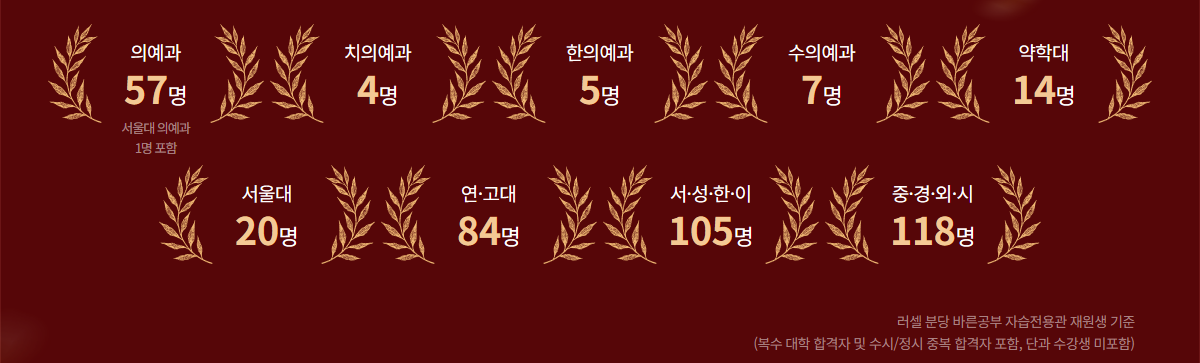 의예과 치의예과 한의예과 수의예과 약학대
57명 4명 5명 7명 14명
서울대 의예과
1명 포함
서울대 연·고대 서·성·한·이 중·경·외·시
20명 84명 105명 118명
러셀 분당 바른공부 자습전용관 재원생 기준
(복수 대학 합격자 및 수시/정시 중복 합격자 포함, 단과 수강생 미포함)